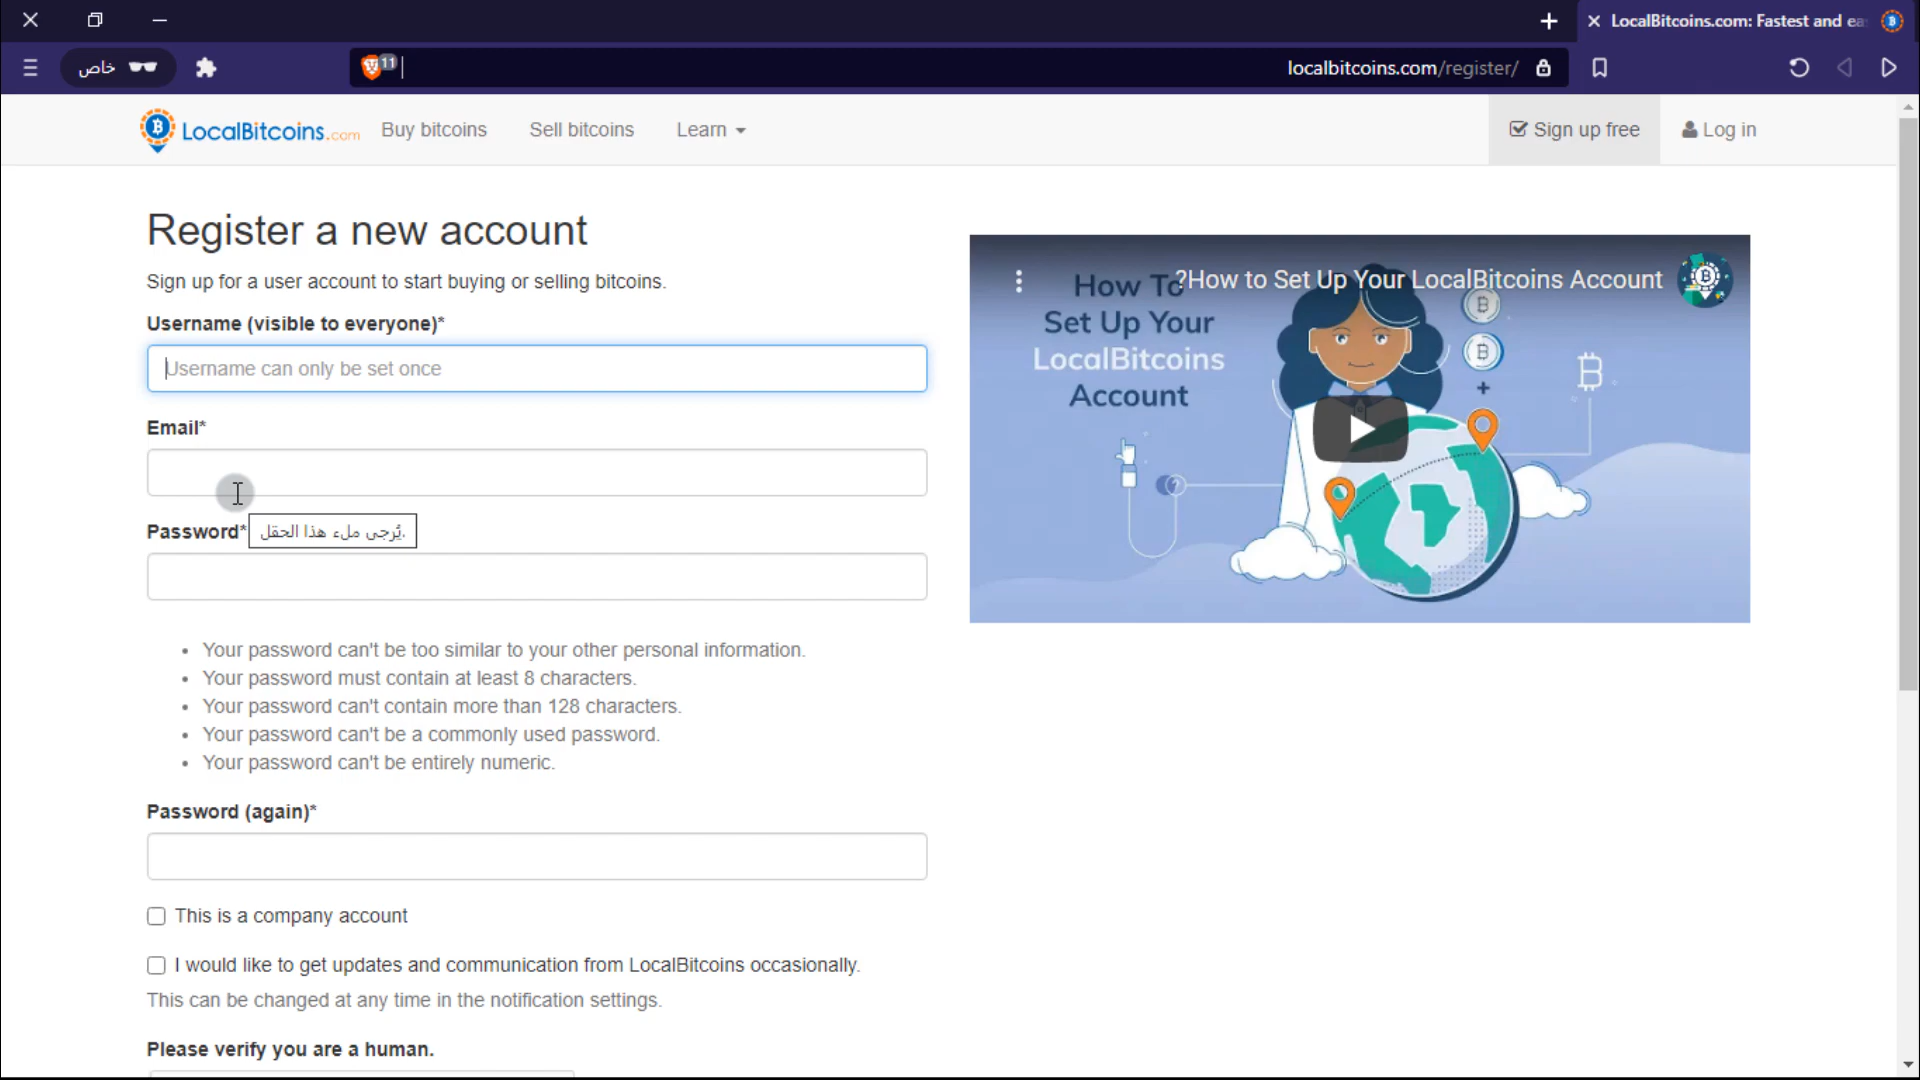 LocalBitcoins.com: Fastest and ea
خاص
11
localbitcoins.com/register/
LocalBitcoins.com
Buy bitcoins
Sell bitcoins
Learn
Sign up free
Log in
Register a new account
Sign up for a user account to start buying or selling bitcoins.
Username (visible to everyone)*
Username can only be set once
Email*
Password*
يُرجى ملء هذا الحقل.
Your password can't be too similar to your other personal information.
Your password must contain at least 8 characters.
Your password can't contain more than 128 characters.
Your password can't be a commonly used password.
Your password can't be entirely numeric.
Password (again)*
This is a company account
I would like to get updates and communication from LocalBitcoins occasionally.
This can be changed at any time in the notification settings.
Please verify you are a human.
?How to Set Up Your LocalBitcoins Account
How To
Set Up Your
LocalBitcoins
Account